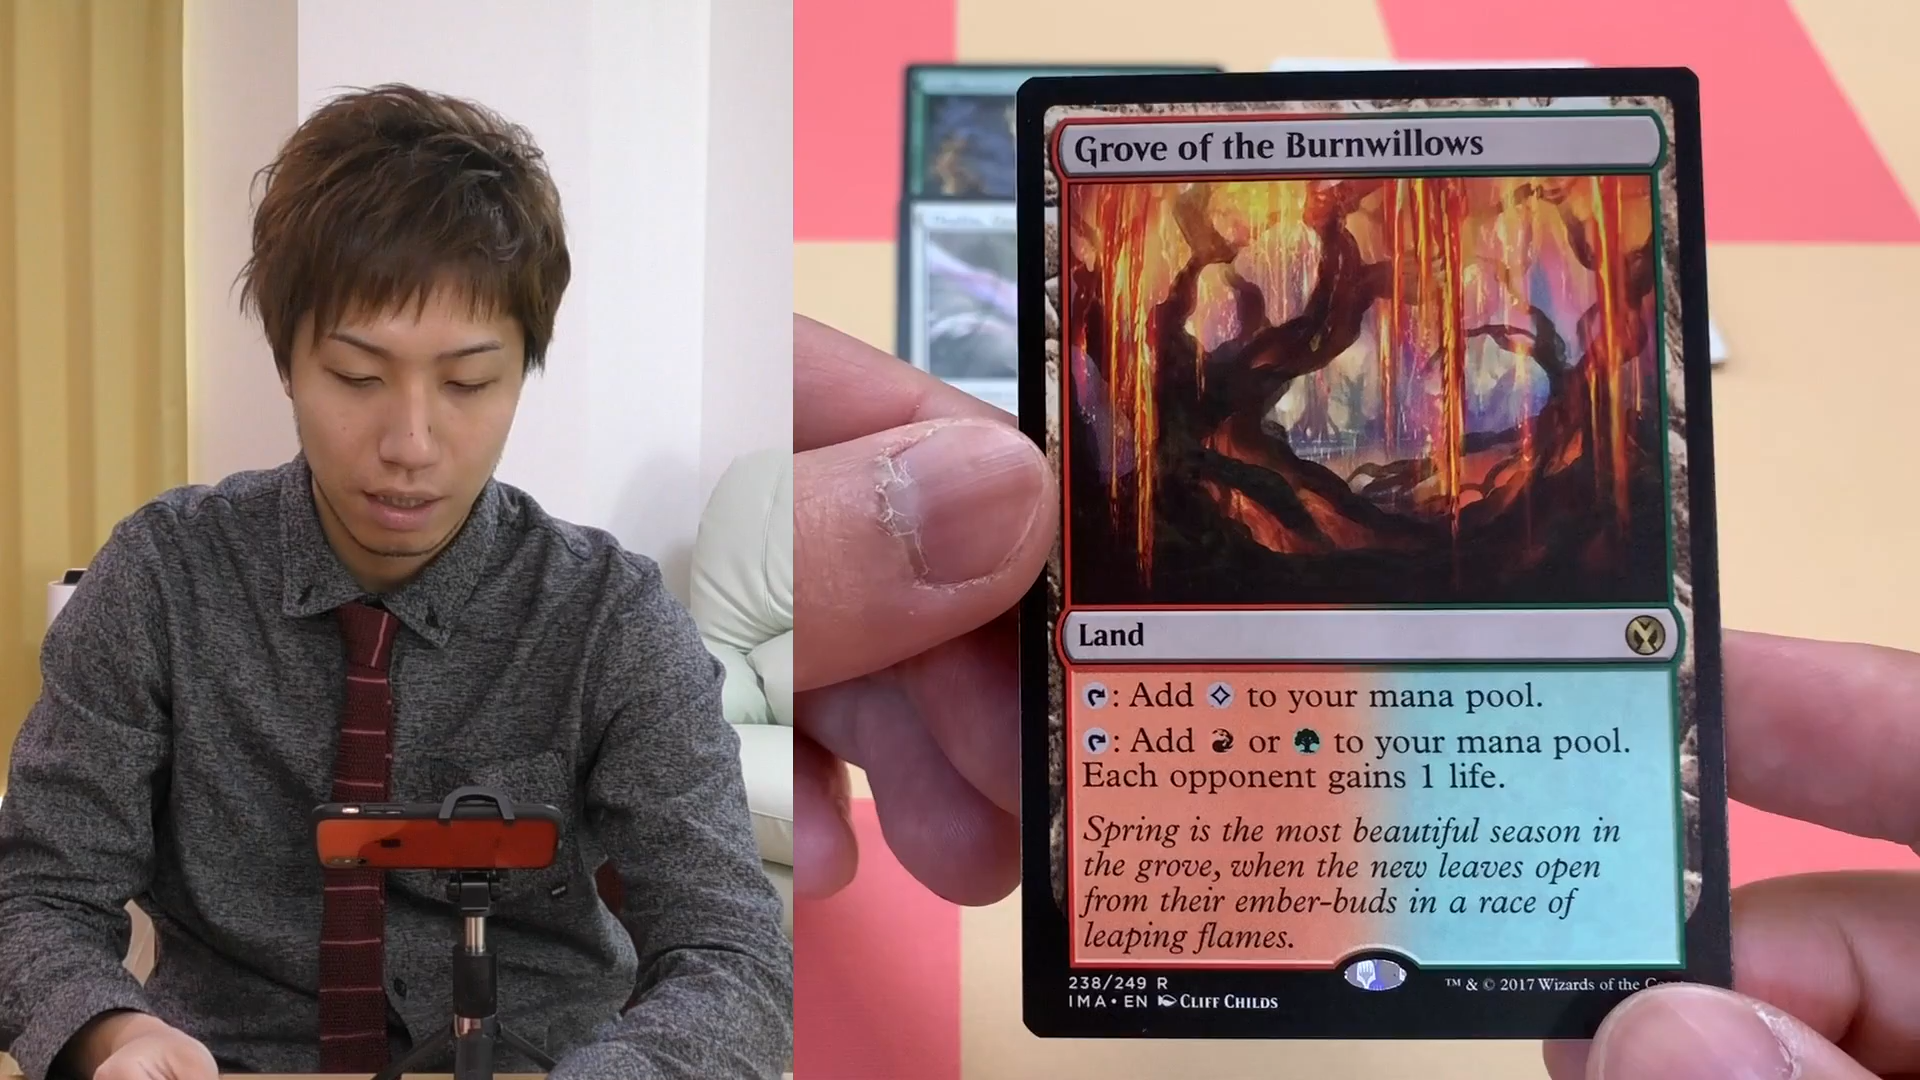 Grove of the Burnwillows
Land
: Add to your mana pool.
: Add or to your mana pool.
Each opponent gains 1 life.
Spring is the most beautiful season in
the grove, when the new leaves open
from their ember-buds in a race of
leaping flames.
238/249 R
IMA • EN CLIFF CHILDS
™ & © 2017 Wizards of the